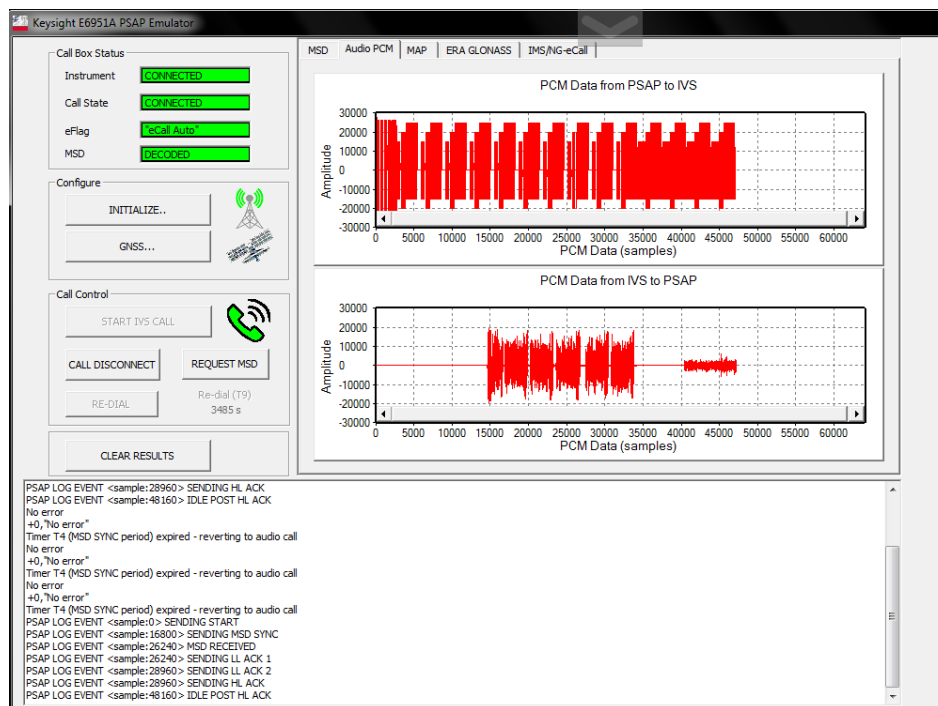 Keysight E6951A PSAP Emulator
Call Box Status
Instrument CONNECTED
Call State CONNECTED
eFlag "eCall Auto"
MSD DECODED
Configure
INITIALIZE..
GNSS...
Call Control
START IVS CALL
CALL DISCONNECT REQUEST MSD
RE-DIAL Re-dial (T9)
3485 s
CLEAR RESULTS
MSD Audio PCM MAP ERA GLONASS IMS/NG-eCall
PCM Data from PSAP to IVS
Amplitude
30000
20000
10000
0
-10000
-20000
-30000
0 5000 10000 15000 20000 25000 30000 35000 40000 45000 50000 55000 60000
PCM Data (samples)
PCM Data from IVS to PSAP
Amplitude
30000
20000
10000
0
-10000
-20000
-30000
0 5000 10000 15000 20000 25000 30000 35000 40000 45000 50000 55000 60000
PCM Data (samples)
PSAP LOG EVENT <sample:28960> SENDING HL ACK
PSAP LOG EVENT <sample:48160> IDLE POST HL ACK
No error
+0,"No error"
Timer T4 (MSD SYNC period) expired - reverting to audio call
No error
+0,"No error"
Timer T4 (MSD SYNC period) expired - reverting to audio call
No error
+0,"No error"
Timer T4 (MSD SYNC period) expired - reverting to audio call
PSAP LOG EVENT <sample:0> SENDING START
PSAP LOG EVENT <sample:16800> SENDING MSD SYNC
PSAP LOG EVENT <sample:26240> MSD RECEIVED
PSAP LOG EVENT <sample:26240> SENDING LL ACK 1
PSAP LOG EVENT <sample:28960> SENDING LL ACK 2
PSAP LOG EVENT <sample:28960> SENDING HL ACK
PSAP LOG EVENT <sample:48160> IDLE POST HL ACK